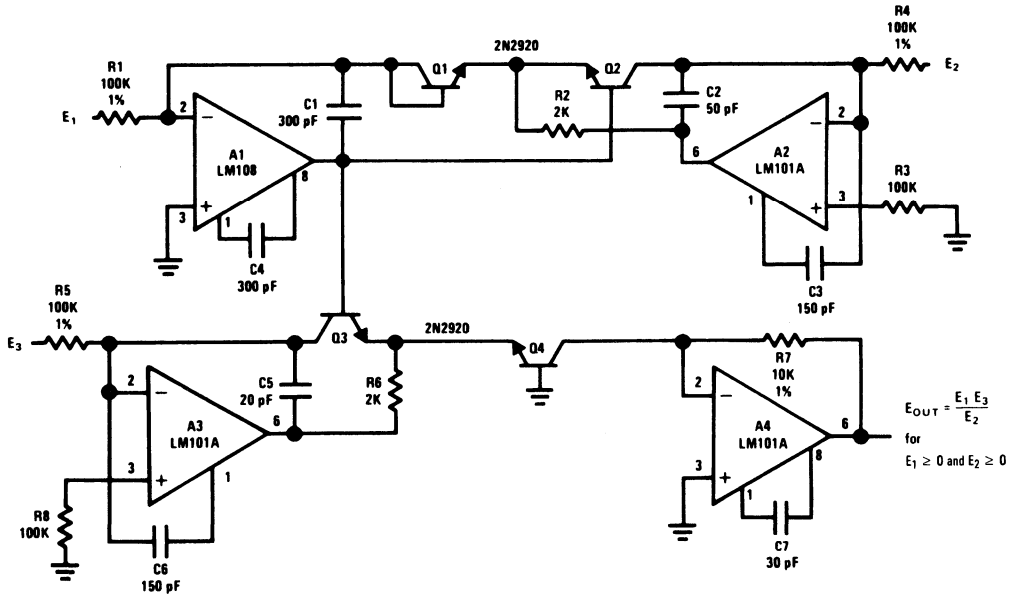 R4
100K
1%
E2
2N2920
R1
100K
1%
E1
Q1
Q2
C1
300 pF
R2
2K
C2
50 pF
2
−
A1
LM108
8
3
+
1
C4
300 pF
6
A2
LM101A
−
2
1
+
3
R3
100K
C3
150 pF
R5
100K
1%
E3
Q3
2N2920
Q4
2
−
A3
LM101A
6
3
+
1
C5
20 pF
R6
2K
R8
100K
C6
150 pF
R7
10K
1%
2
−
A4
LM101A
6
8
3
+
1
C7
30 pF
EOUT = E1 E3 / E2
for
E1 ≥ 0 and E2 ≥ 0